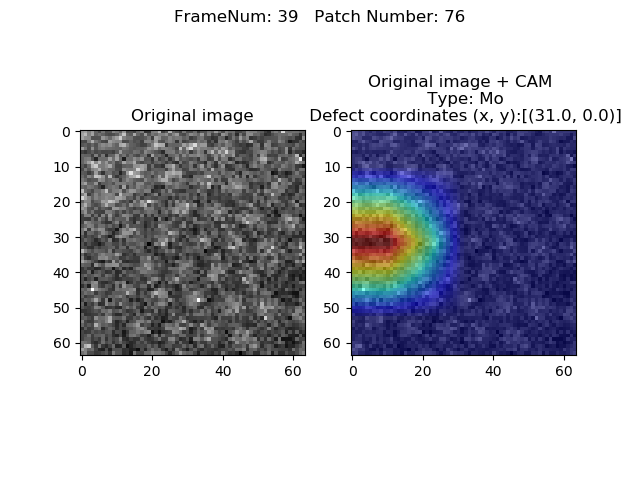 FrameNum: 39   Patch Number: 76
Original image
Original image + CAM
Type: Mo
Defect coordinates (x, y):[(31.0, 0.0)]
0
10
20
30
40
50
60
0 20 40 60
0
10
20
30
40
50
60
0 20 40 60